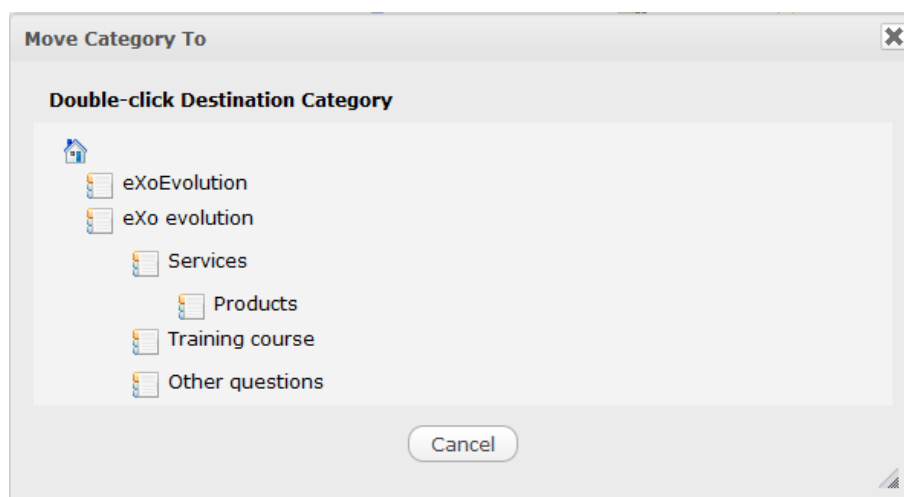 Move Category To
Double-click Destination Category
eXoEvolution
eXo evolution
Services
Products
Training course
Other questions
Cancel